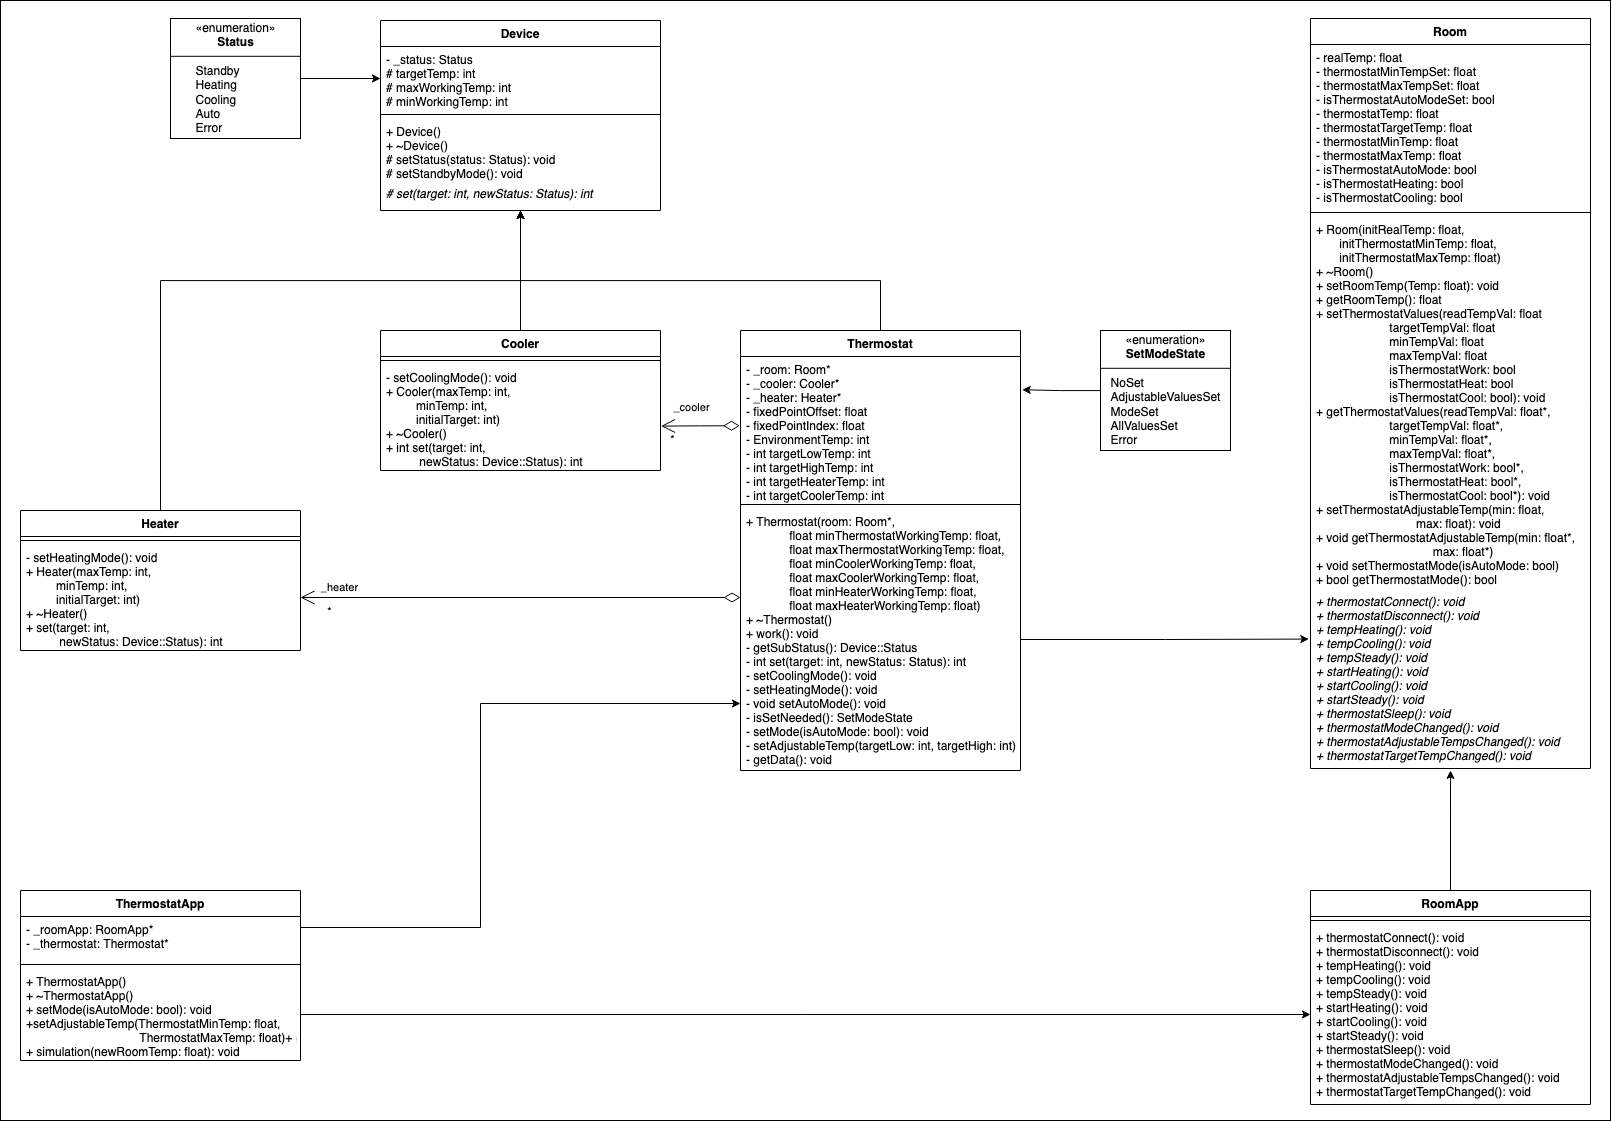 «enumeration»
Status
Standby
Heating
Cooling
Auto
Error
Device
- _status: Status
# targetTemp: int
# maxWorkingTemp: int
# minWorkingTemp: int
+ Device()
+ ~Device()
# setStatus(status: Status): void
# setStandbyMode(): void
# set(target: int, newStatus: Status): int
Room
- realTemp: float
- thermostatMinTempSet: float
- thermostatMaxTempSet: float
- isThermostatAutoModeSet: bool
- thermostatTemp: float
- thermostatTargetTemp: float
- thermostatMinTemp: float
- thermostatMaxTemp: float
- isThermostatAutoMode: bool
- isThermostatHeating: bool
- isThermostatCooling: bool
+ Room(initRealTemp: float,
initThermostatMinTemp: float,
initThermostatMaxTemp: float)
+ ~Room()
+ setRoomTemp(Temp: float): void
+ getRoomTemp(): float
+ setThermostatValues(readTempVal: float
targetTempVal: float
minTempVal: float
maxTempVal: float
isThermostatWork: bool
isThermostatHeat: bool
isThermostatCool: bool): void
+ getThermostatValues(readTempVal: float*,
targetTempVal: float*,
minTempVal: float*,
maxTempVal: float*,
isThermostatWork: bool*,
isThermostatHeat: bool*,
isThermostatCool: bool*): void
+ setThermostatAdjustableTemp(min: float,
max: float): void
+ void getThermostatAdjustableTemp(min: float*,
max: float*)
+ void setThermostatMode(isAutoMode: bool)
+ bool getThermostatMode(): bool
+ thermostatConnect(): void
+ thermostatDisconnect(): void
+ tempHeating(): void
+ tempCooling(): void
+ tempSteady(): void
+ startHeating(): void
+ startCooling(): void
+ startSteady(): void
+ thermostatSleep(): void
+ thermostatModeChanged(): void
+ thermostatAdjustableTempsChanged(): void
+ thermostatTargetTempChanged(): void
Cooler
- setCoolingMode(): void
+ Cooler(maxTemp: int,
minTemp: int,
initialTarget: int)
+ ~Cooler()
+ int set(target: int,
newStatus: Device::Status): int
_cooler
*
Thermostat
- _room: Room*
- _cooler: Cooler*
- _heater: Heater*
- fixedPointOffset: float
- fixedPointIndex: float
- EnvironmentTemp: int
- int targetLowTemp: int
- int targetHighTemp: int
- int targetHeaterTemp: int
- int targetCoolerTemp: int
+ Thermostat(room: Room*,
float minThermostatWorkingTemp: float,
float maxThermostatWorkingTemp: float,
float minCoolerWorkingTemp: float,
float maxCoolerWorkingTemp: float,
float minHeaterWorkingTemp: float,
float maxHeaterWorkingTemp: float)
+ ~Thermostat()
+ work(): void
- getSubStatus(): Device::Status
- int set(target: int, newStatus: Status): int
- setCoolingMode(): void
- setHeatingMode(): void
- void setAutoMode(): void
- isSetNeeded(): SetModeState
- setMode(isAutoMode: bool): void
- setAdjustableTemp(targetLow: int, targetHigh: int)
- getData(): void
«enumeration»
SetModeState
NoSet
AdjustableValuesSet
ModeSet
AllValuesSet
Error
Heater
- setHeatingMode(): void
+ Heater(maxTemp: int,
minTemp: int,
initialTarget: int)
+ ~Heater()
+ set(target: int,
newStatus: Device::Status): int
_heater
*
ThermostatApp
- _roomApp: RoomApp*
- _thermostat: Thermostat*
+ ThermostatApp()
+ ~ThermostatApp()
+ setMode(isAutoMode: bool): void
+setAdjustableTemp(ThermostatMinTemp: float,
ThermostatMaxTemp: float)+
+ simulation(newRoomTemp: float): void
RoomApp
+ thermostatConnect(): void
+ thermostatDisconnect(): void
+ tempHeating(): void
+ tempCooling(): void
+ tempSteady(): void
+ startHeating(): void
+ startCooling(): void
+ startSteady(): void
+ thermostatSleep(): void
+ thermostatModeChanged(): void
+ thermostatAdjustableTempsChanged(): void
+ thermostatTargetTempChanged(): void